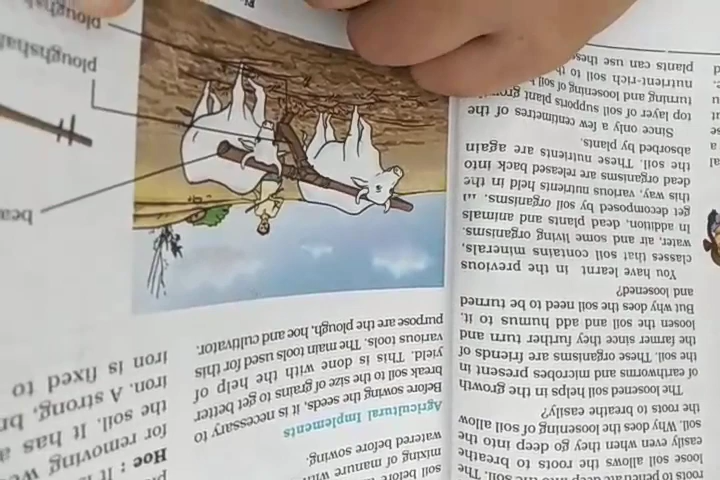 roots to penetrate deep into the soil. The
loose soil allows the roots to breathe
easily even when they go deep into the
soil. Why does the loosening of soil allow
the roots to breathe easily?
The loosened soil helps in the growth
of earthworms and microbes present in
the soil. These organisms are friends of
the farmer since they further turn and
loosen the soil and add humus to it.
But why does the soil need to be turned
and loosened?
You have learnt in the previous
classes that soil contains minerals,
water, air and some living organisms.
In addition, dead plants and animals
get decomposed by soil organisms. In
this way, various nutrients held in the
dead organisms are released back into
the soil. These nutrients are again
absorbed by plants.
Since only a few centimetres of the
top layer of soil supports plant
turning and loosening of soil
nutrient-rich soil to
plants can use these
soil before
mixing of manure
watered before sowing.
Agricultural Implements
Before sowing the seeds, it is necessary to
break soil to the size of grains to get better
yield. This is done with the help of
various tools. The main tools used for this
purpose are the plough, hoe and cultivator.
Hoe : It
for removing
the soil. It has a
iron. A strong,
iron is fixed to